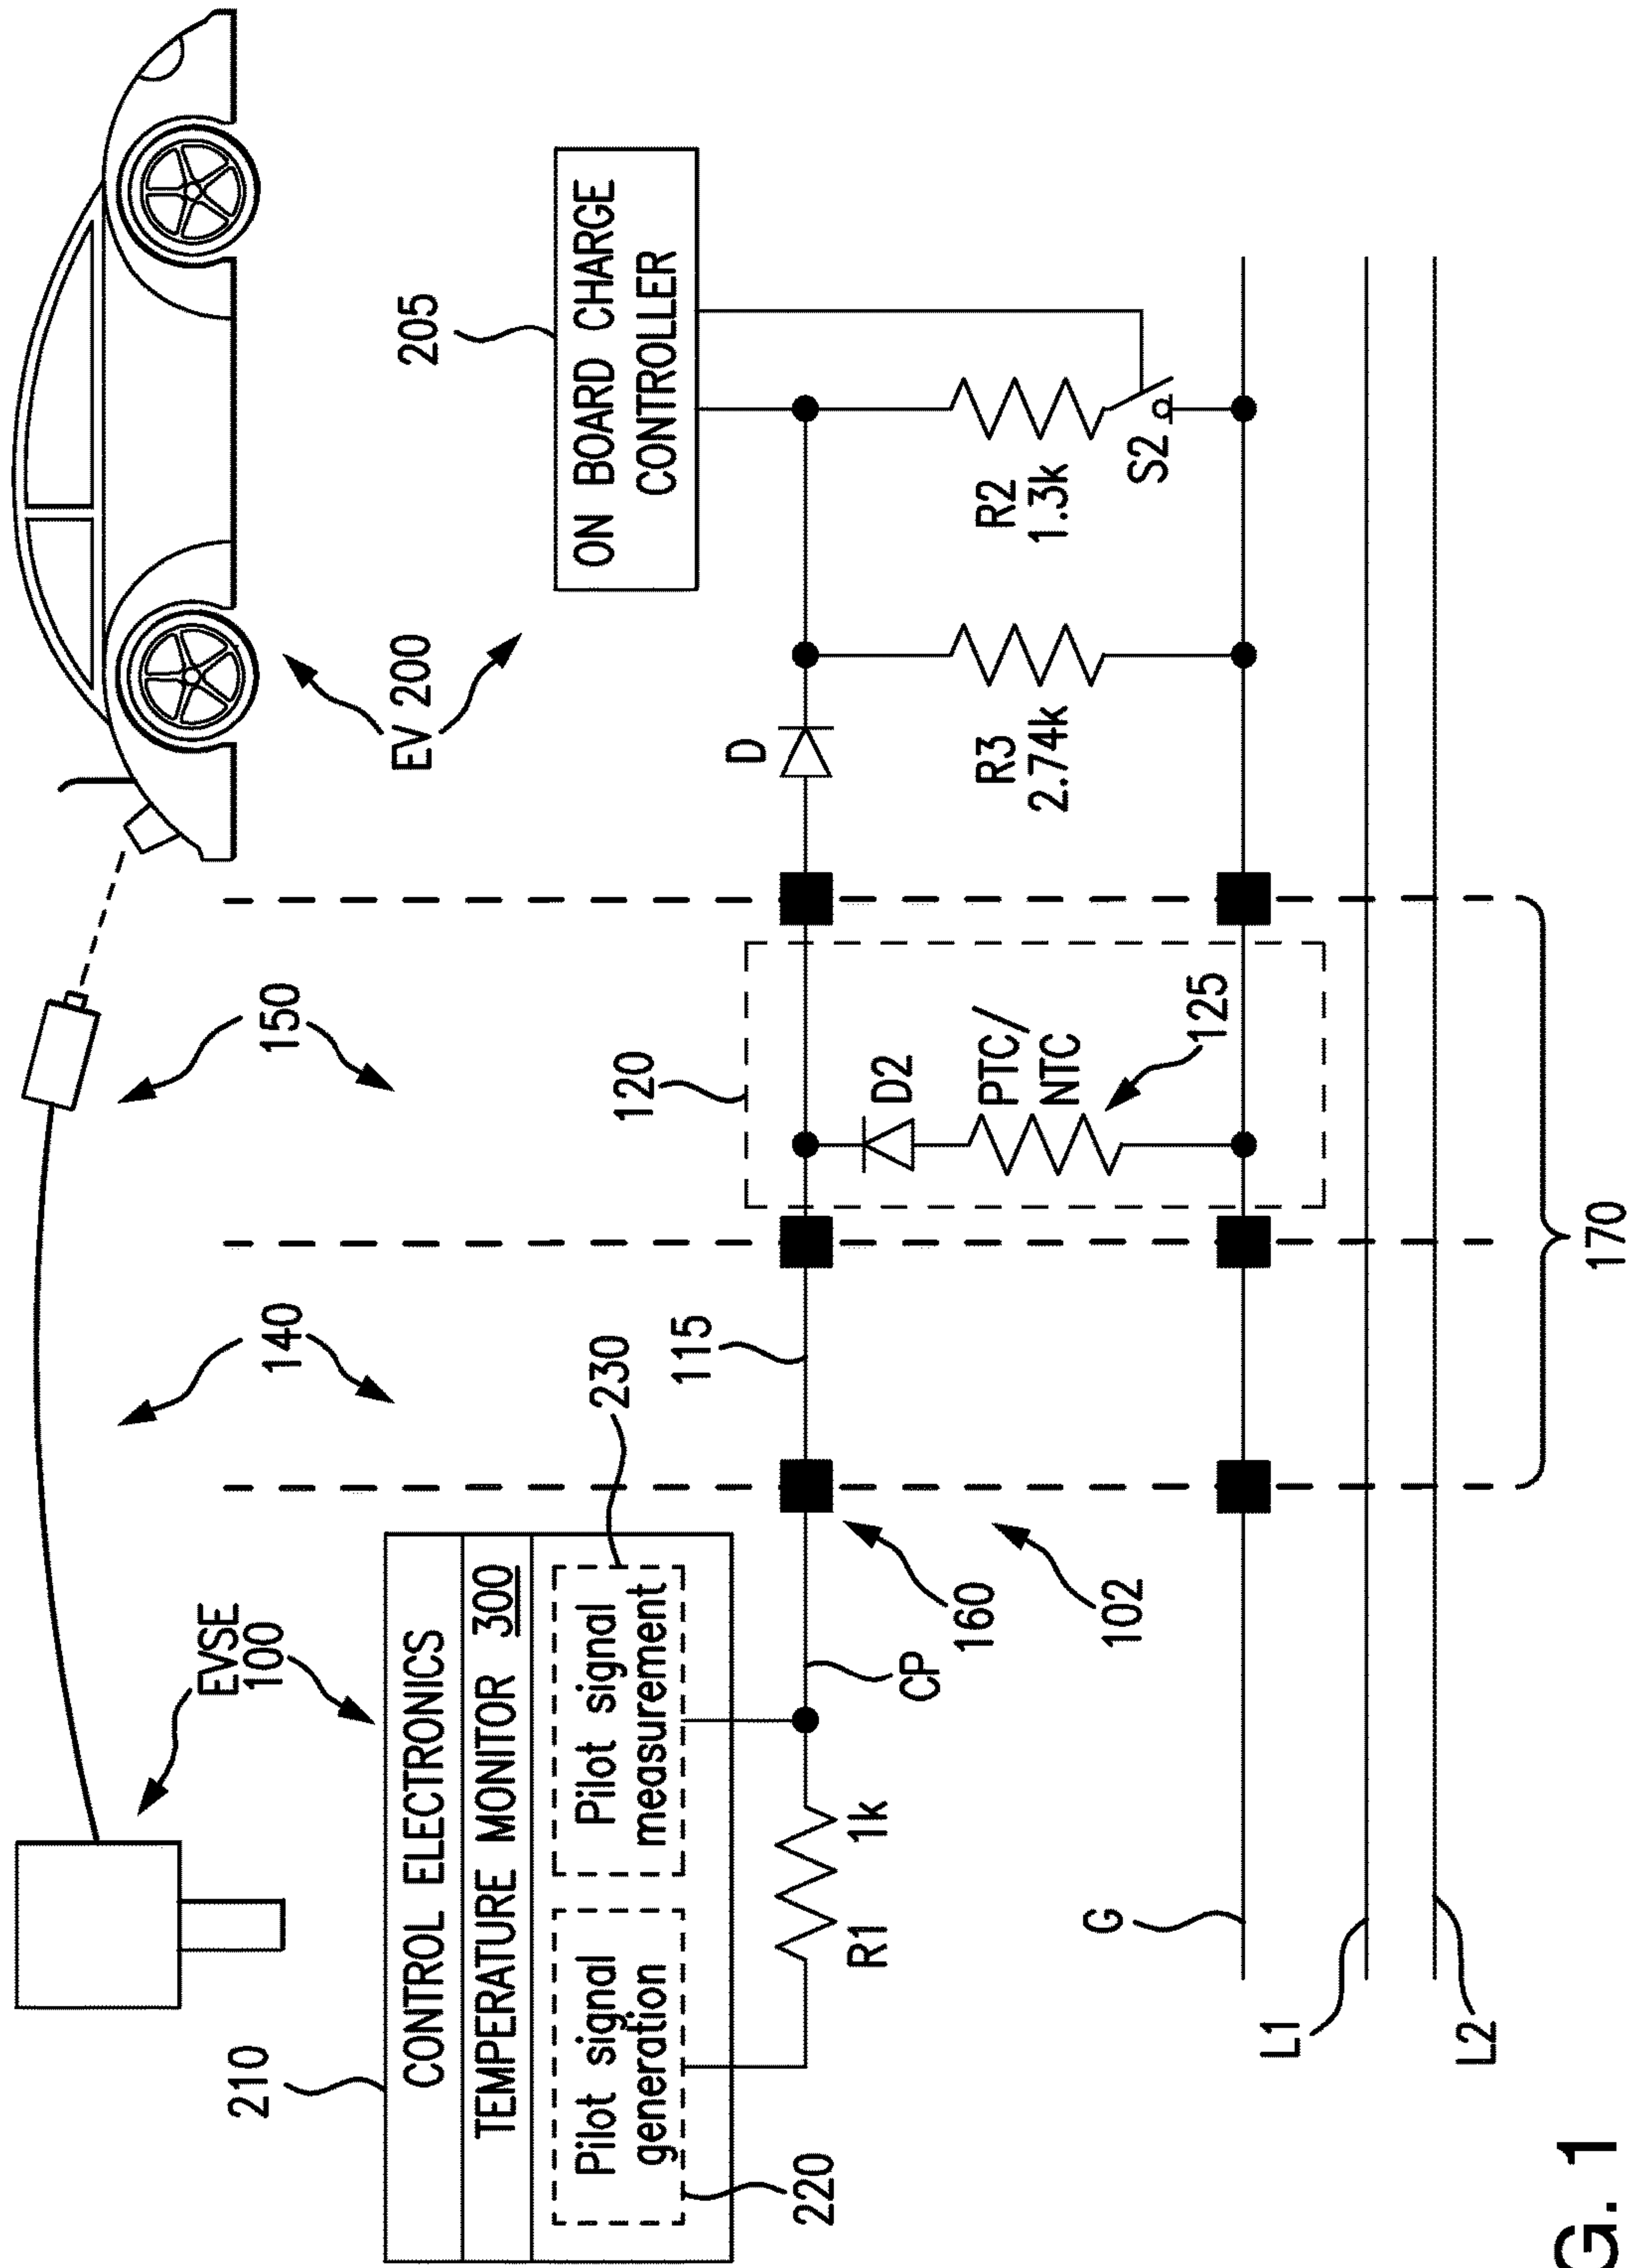 EVSE
100
140
150
EV 200
210
CONTROL ELECTRONICS
TEMPERATURE MONITOR 300
Pilot signal
generation
Pilot signal
measurement
220
230
205
ON BOARD CHARGE
CONTROLLER
115
120
D
R1
1k
CP
160
102
D2
PTC/
NTC
125
R3
2.74k
R2
1.3k
S2
G
L1
L2
170
G. 1